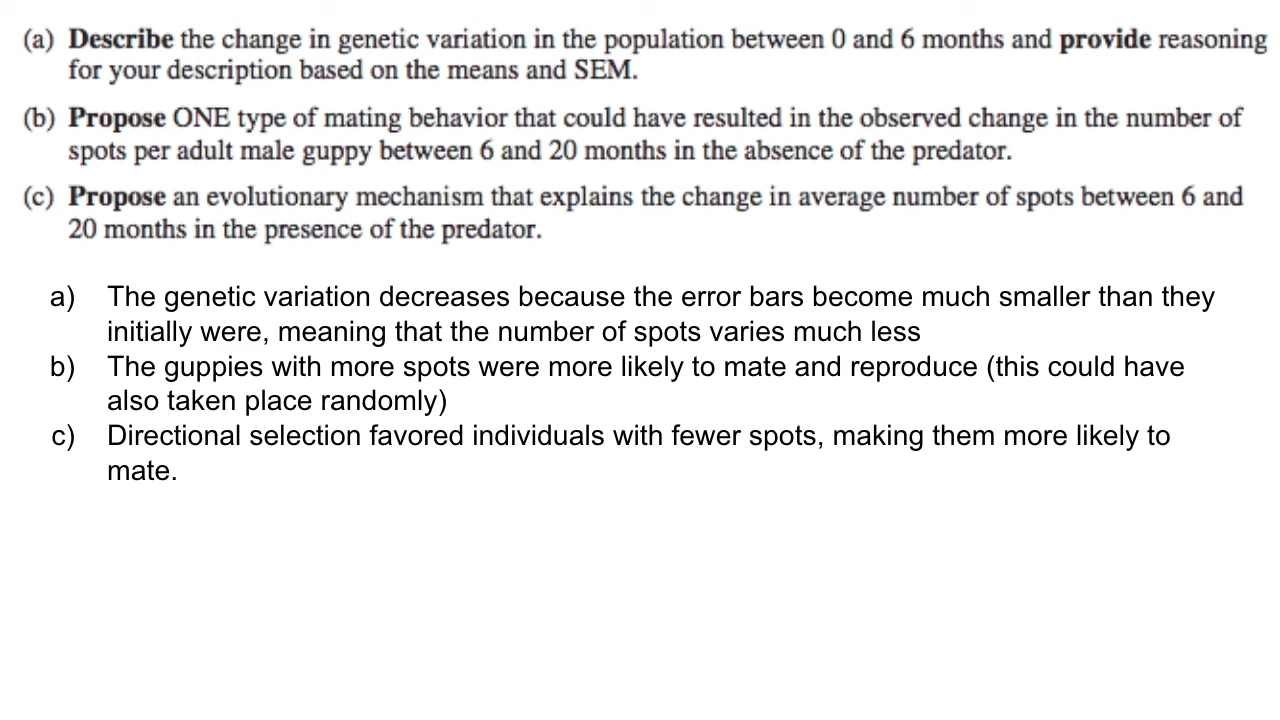 (a) Describe the change in genetic variation in the population between 0 and 6 months and provide reasoning
for your description based on the means and SEM.
(b) Propose ONE type of mating behavior that could have resulted in the observed change in the number of
spots per adult male guppy between 6 and 20 months in the absence of the predator.
(c) Propose an evolutionary mechanism that explains the change in average number of spots between 6 and
20 months in the presence of the predator.
a) The genetic variation decreases because the error bars become much smaller than they
initially were, meaning that the number of spots varies much less
b) The guppies with more spots were more likely to mate and reproduce (this could have
also taken place randomly)
c) Directional selection favored individuals with fewer spots, making them more likely to
mate.